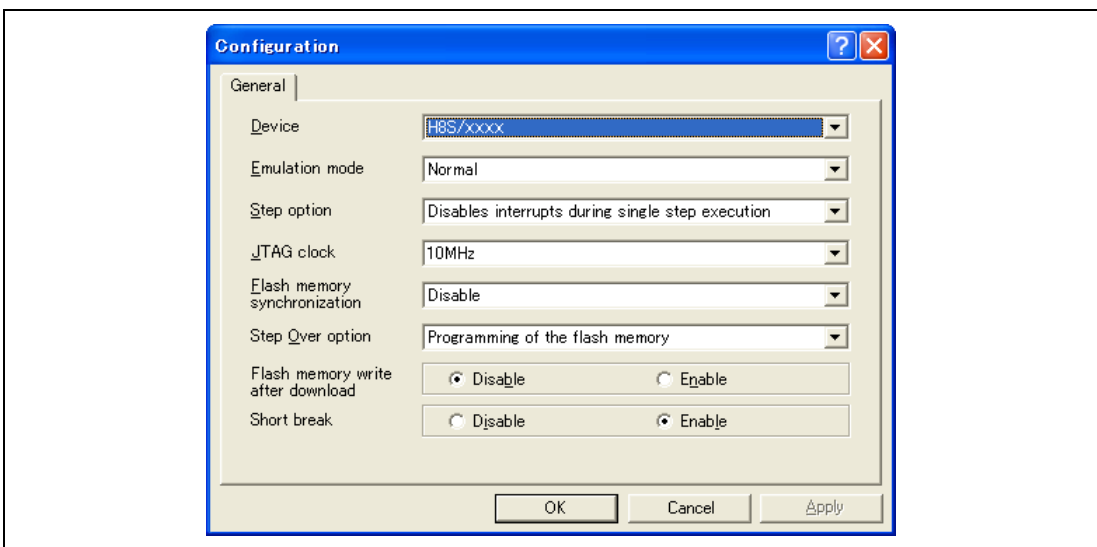 Configuration
General
Device
H8S/xxxx
Emulation mode
Normal
Step option
Disables interrupts during single step execution
JTAG clock
10MHz
Flash memory
synchronization
Disable
Step Over option
Programming of the flash memory
Flash memory write
after download
Disable Enable
Short break
Disable Enable
OK Cancel Apply